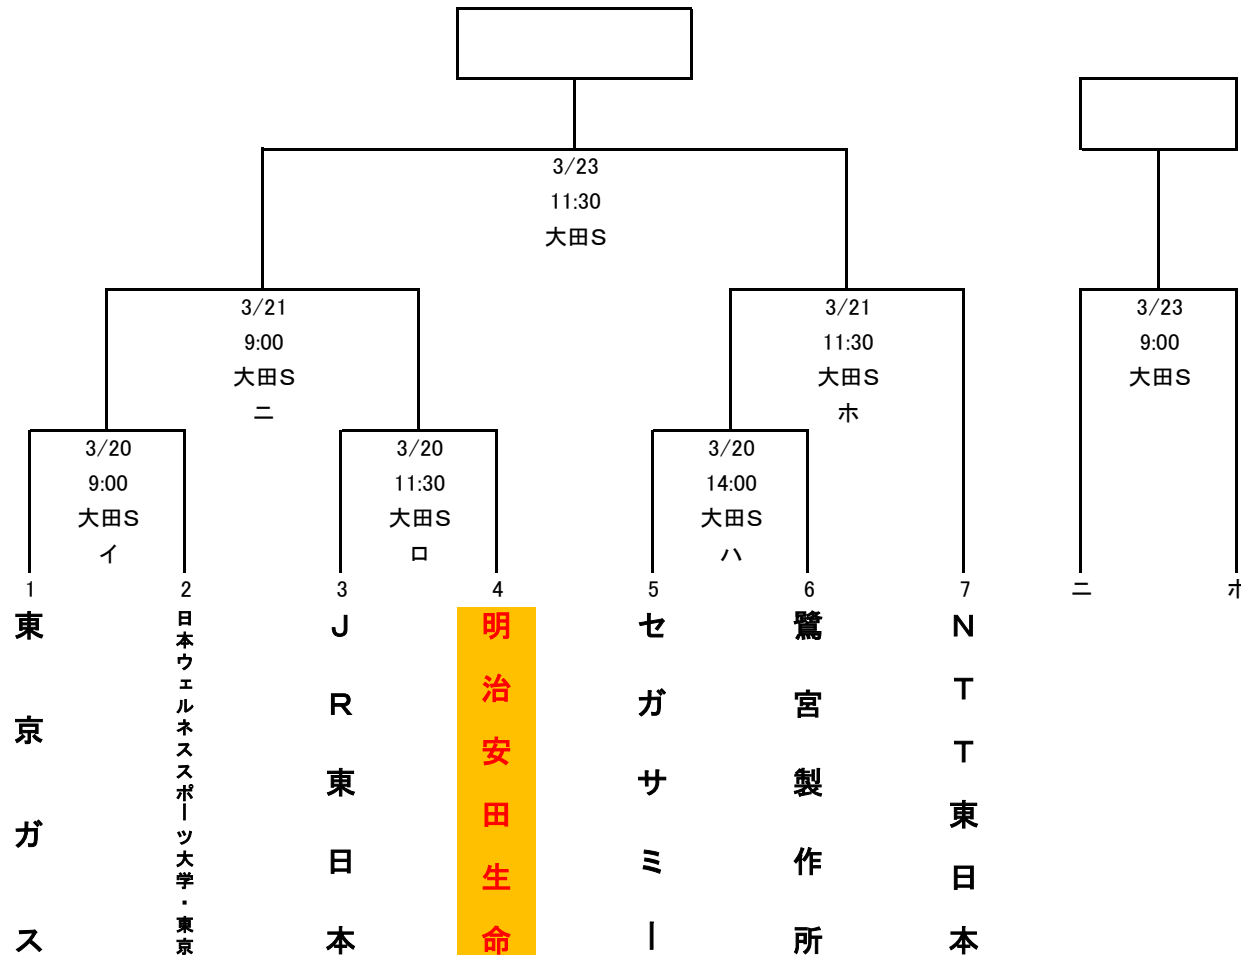 3/23
11:30
大田S
3/21
9:00
大田S
ニ
3/21
11:30
大田S
ホ
3/23
9:00
大田S
3/20
9:00
大田S
イ
3/20
11:30
大田S
ロ
3/20
14:00
大田S
ハ
1
2
3
4
5
6
7
ニ
ホ
東京ガス
日本ウェルネススポーツ大学・東京
JR東日本
明治安田生命
セガサミー
鷺宮製作所
NTT東日本